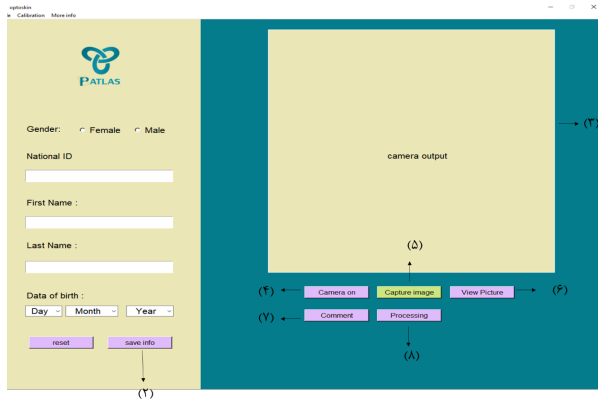 optoskin
le Calibration More info
PATLAS
Gender: Female Male
National ID
First Name :
Last Name :
Data of birth :
Day Month Year
reset save info
(۲)
camera output
(۳)
(۵)
(۴) Camera on Capture image View Picture (۶)
(۷) Comment Processing
(۸)